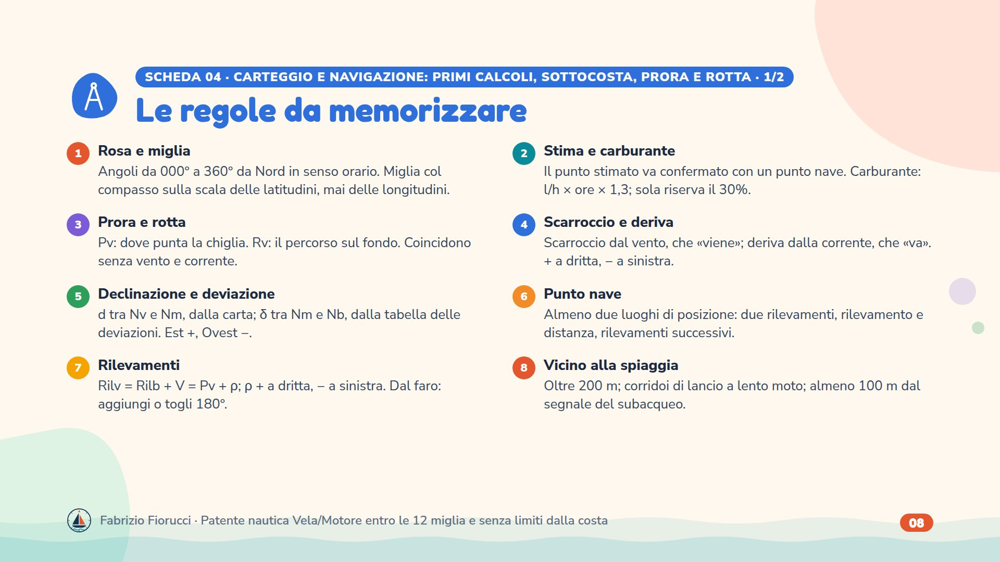 SCHEDA 04 · CARTEGGIO E NAVIGAZIONE: PRIMI CALCOLI, SOTTOCOSTA, PRORA E ROTTA · 1/2
Le regole da memorizzare
1 Rosa e miglia
Angoli da 000° a 360° da Nord in senso orario. Miglia col
compasso sulla scala delle latitudini, mai delle longitudini.
2 Stima e carburante
Il punto stimato va confermato con un punto nave. Carburante:
l/h × ore × 1,3; sola riserva il 30%.
3 Prora e rotta
Pv: dove punta la chiglia. Rv: il percorso sul fondo. Coincidono
senza vento e corrente.
4 Scarroccio e deriva
Scarroccio dal vento, che «viene»; deriva dalla corrente, che «va».
+ a dritta, − a sinistra.
5 Declinazione e deviazione
d tra Nv e Nm, dalla carta; δ tra Nm e Nb, dalla tabella delle
deviazioni. Est +, Ovest −.
6 Punto nave
Almeno due luoghi di posizione: due rilevamenti, rilevamento e
distanza, rilevamenti successivi.
7 Rilevamenti
Rilv = Rilb + V = Pv + ρ; ρ + a dritta, − a sinistra. Dal faro:
aggiungi o togli 180°.
8 Vicino alla spiaggia
Oltre 200 m; corridoi di lancio a lento moto; almeno 100 m dal
segnale del subacqueo.
Fabrizio Fiorucci · Patente nautica Vela/Motore entro le 12 miglia e senza limiti dalla costa
08